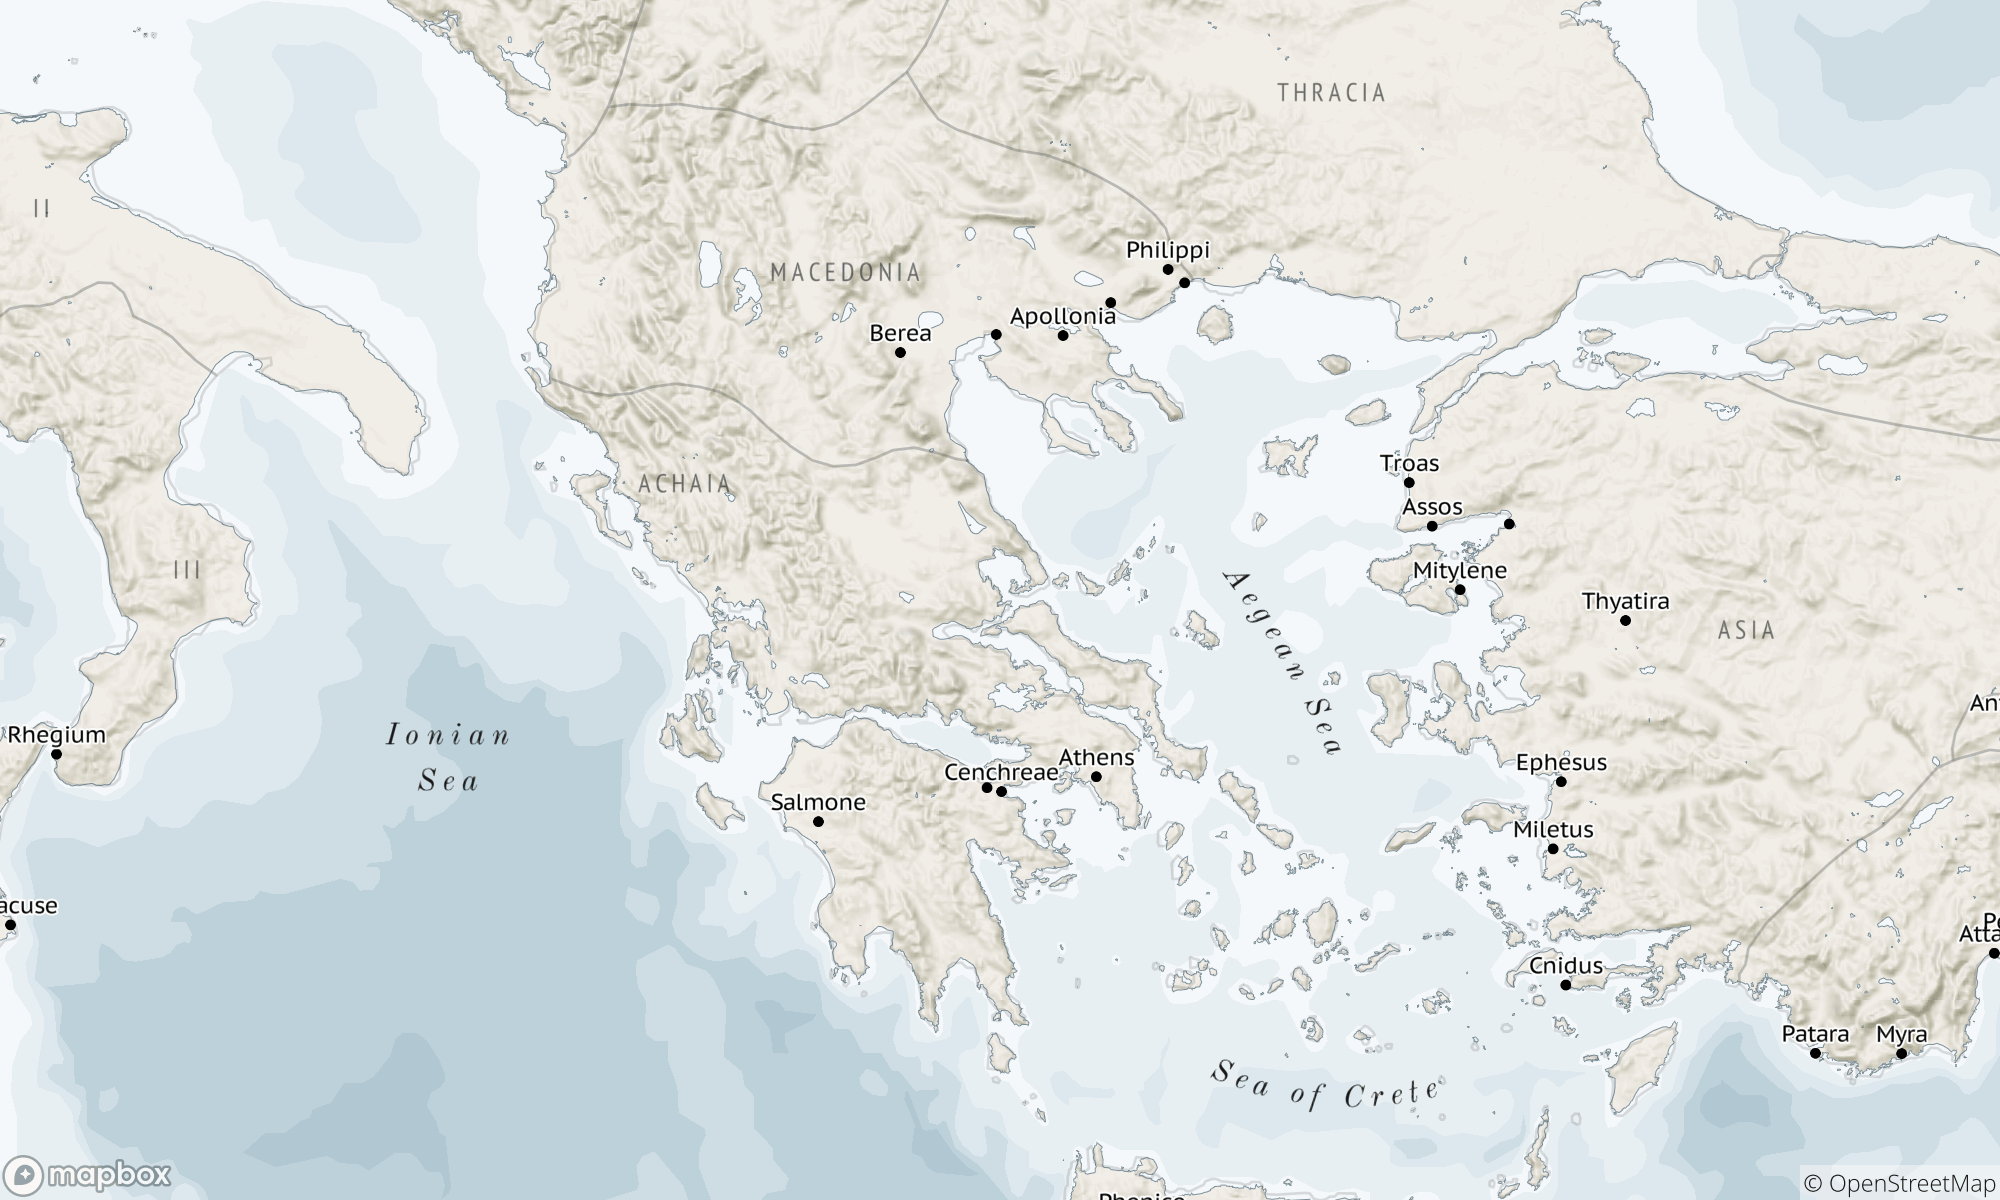 THRACIA
II
Philippi
MACEDONIA
Apollonia
Berea
Troas
ACHAIA
Assos
III
Mitylene
Thyatira
Aegean Sea
ASIA
An
Rhegium
Ionian
Sea
Athens
Ephesus
Cenchreae
Salmone
Miletus
acuse
Po
Atta
Cnidus
Patara
Myra
Sea of Crete
mapbox
© OpenStreetMap